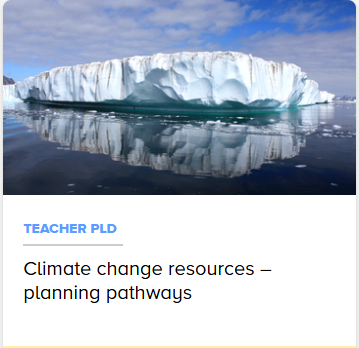 TEACHER PLD
Climate change resources –
planning pathways